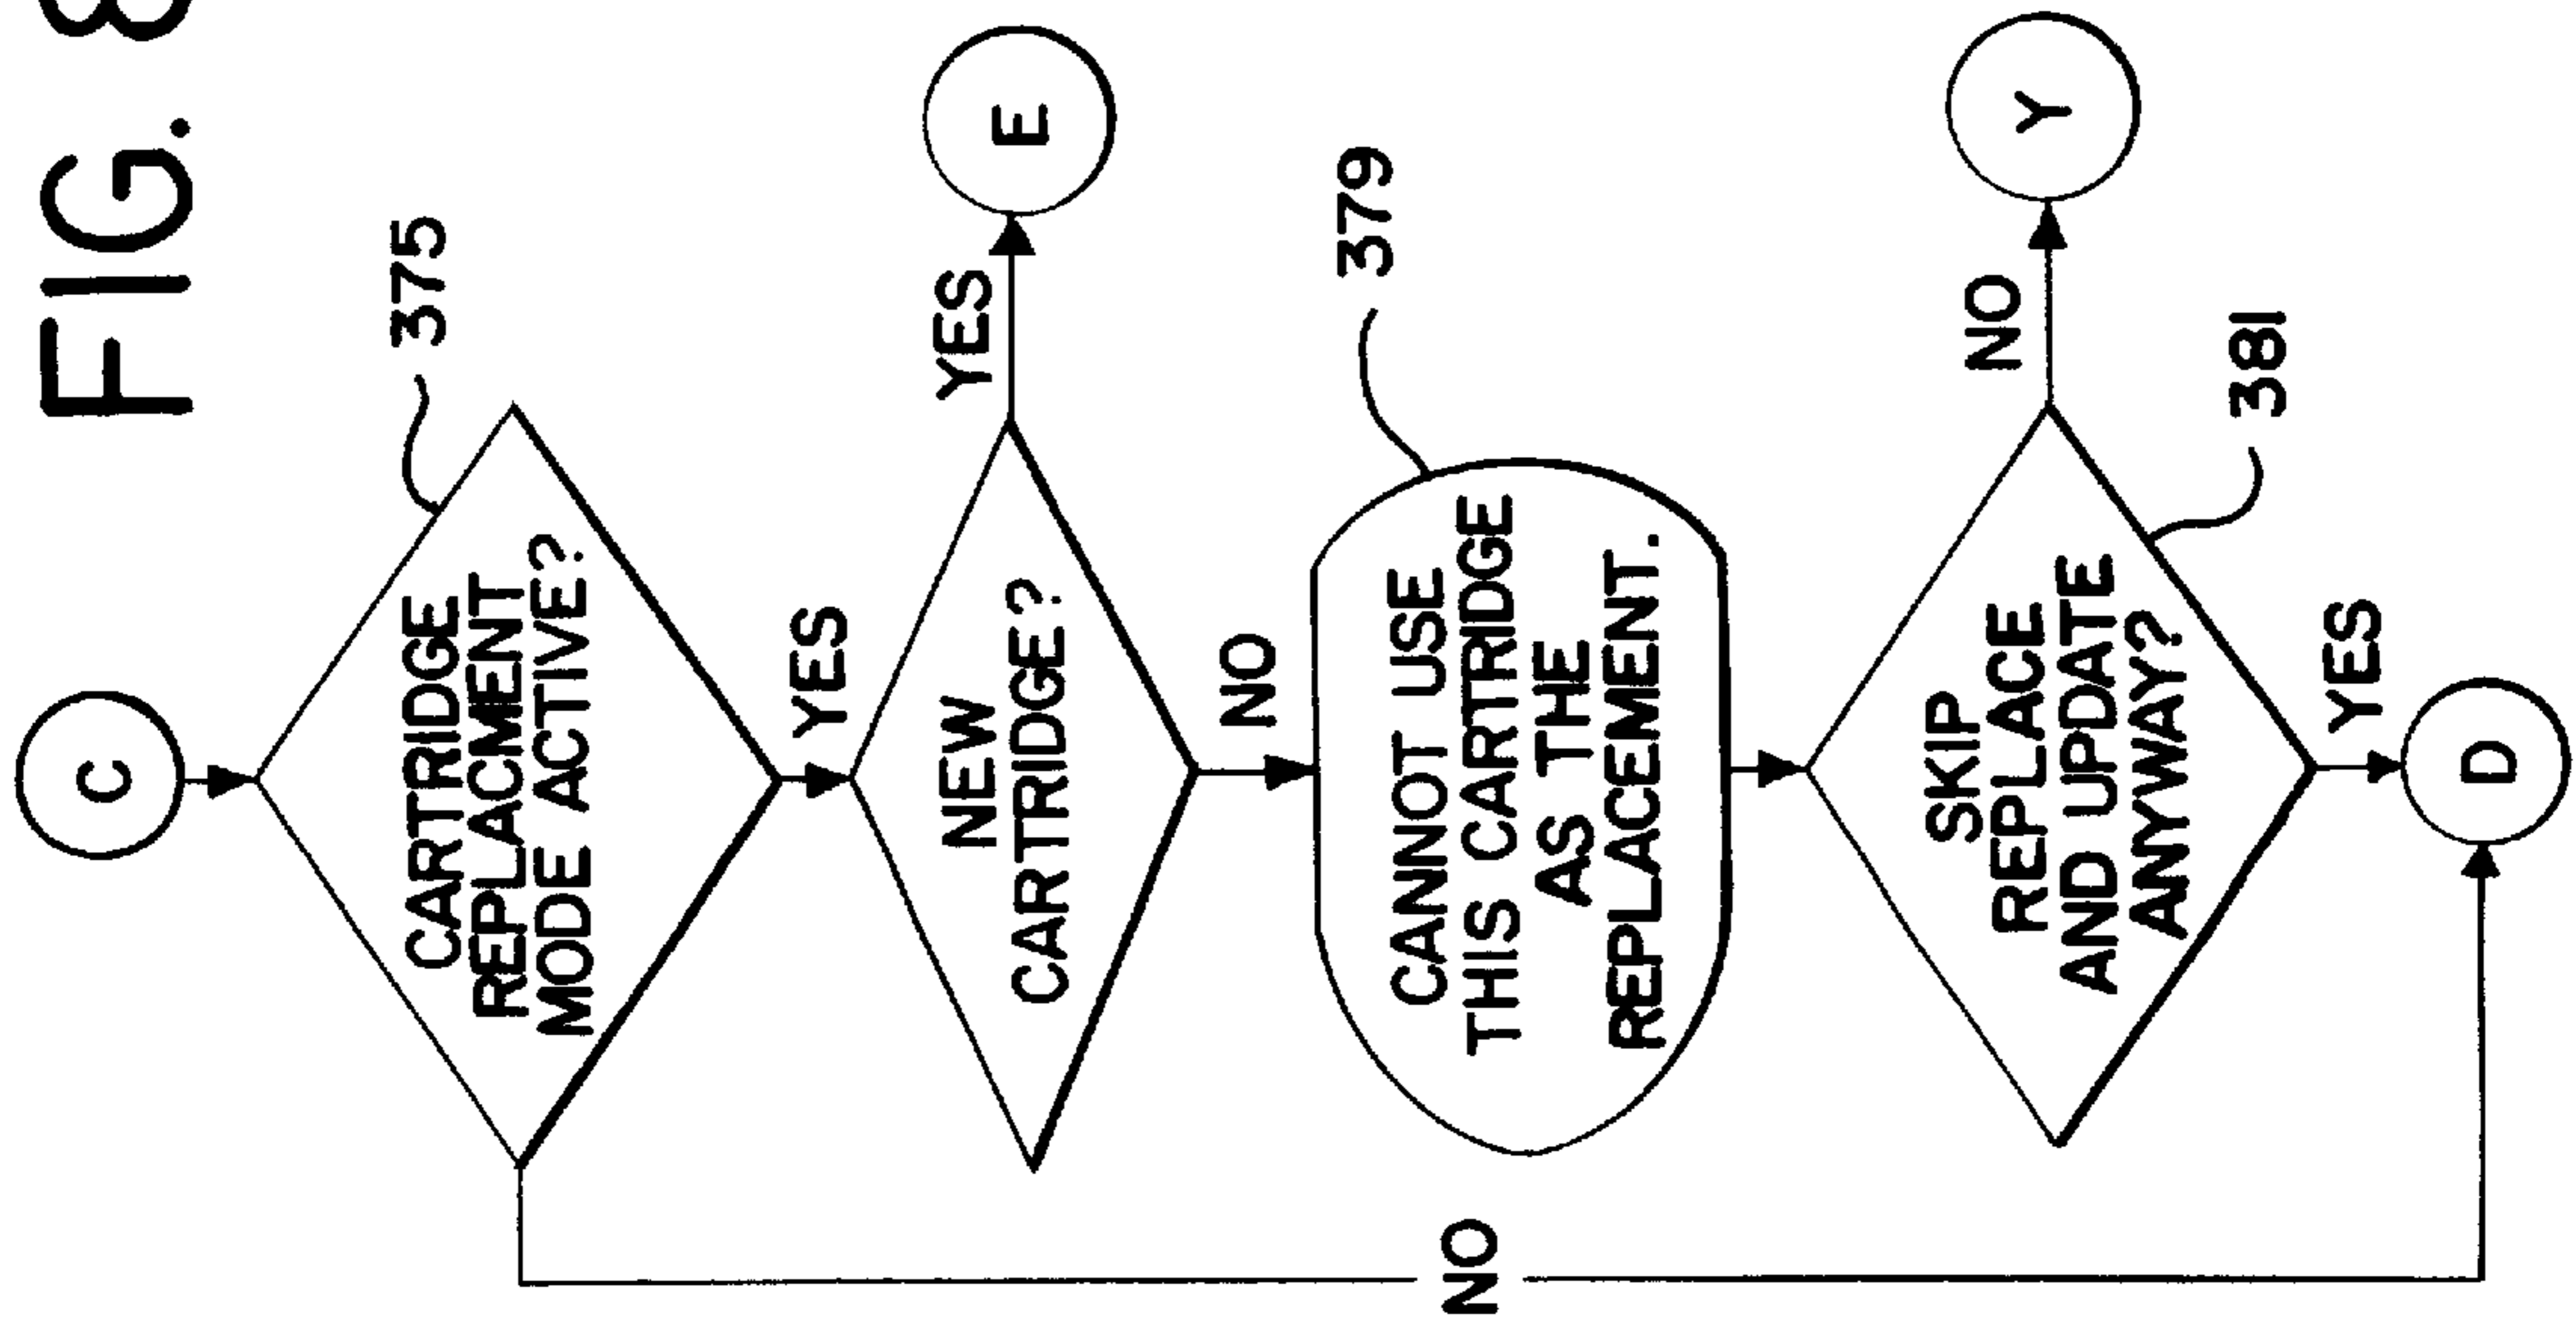 FIG. 8
C
375
CARTRIDGE
REPLACMENT
MODE ACTIVE?
YES
NEW
CARTRIDGE?
YES
E
NO
379
CANNOT USE
THIS CARTRIDGE
AS THE
REPLACEMENT.
SKIP
REPLACE
AND UPDATE
ANYWAY?
NO
Y
381
YES
NO
D